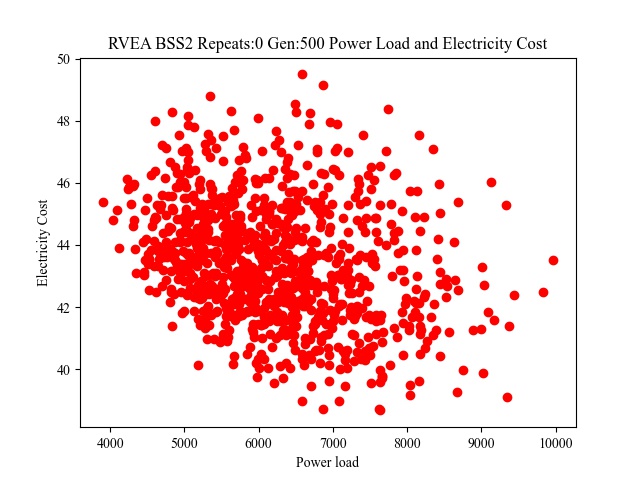 RVEA BSS2 Repeats:0 Gen:500 Power Load and Electricity Cost
50
48
46
44
42
40
Electricity Cost
4000 5000 6000 7000 8000 9000 10000
Power load